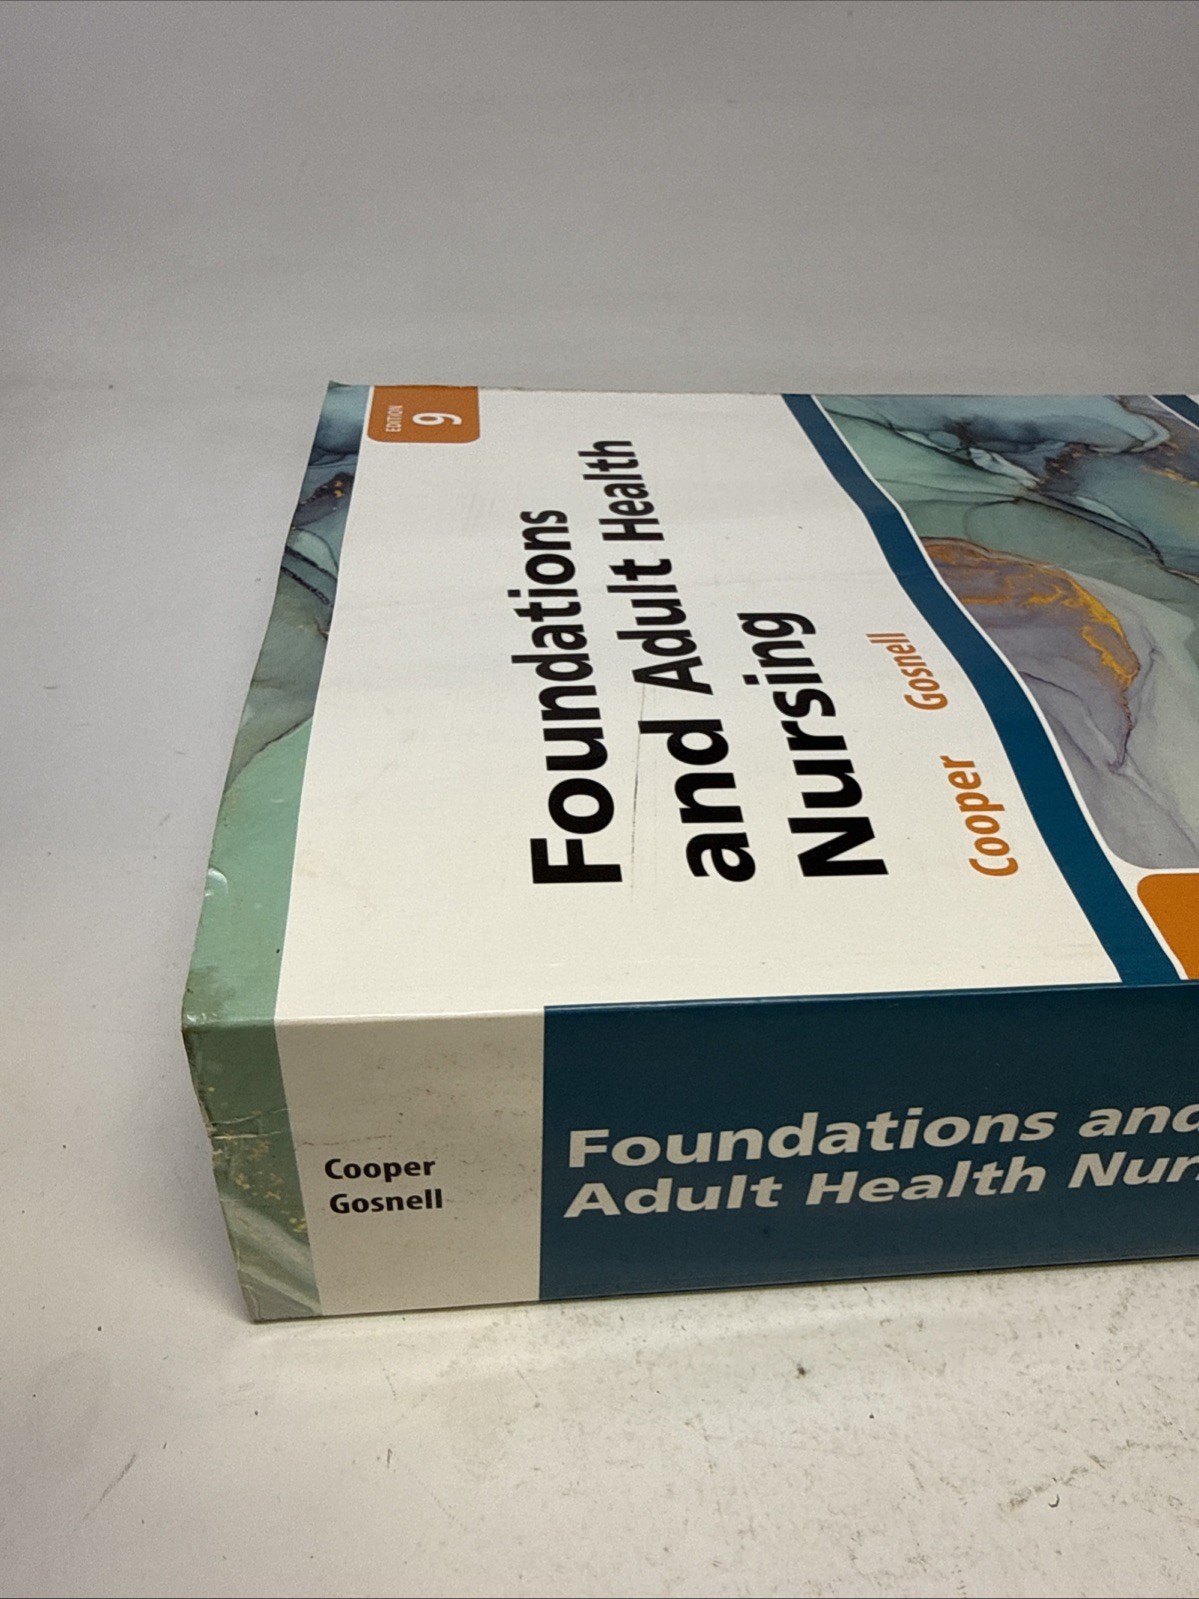 EDITION
9
Foundations
and Adult Health
Nursing
Cooper Gosnell
Cooper
Gosnell
Foundations and
Adult Health Nur